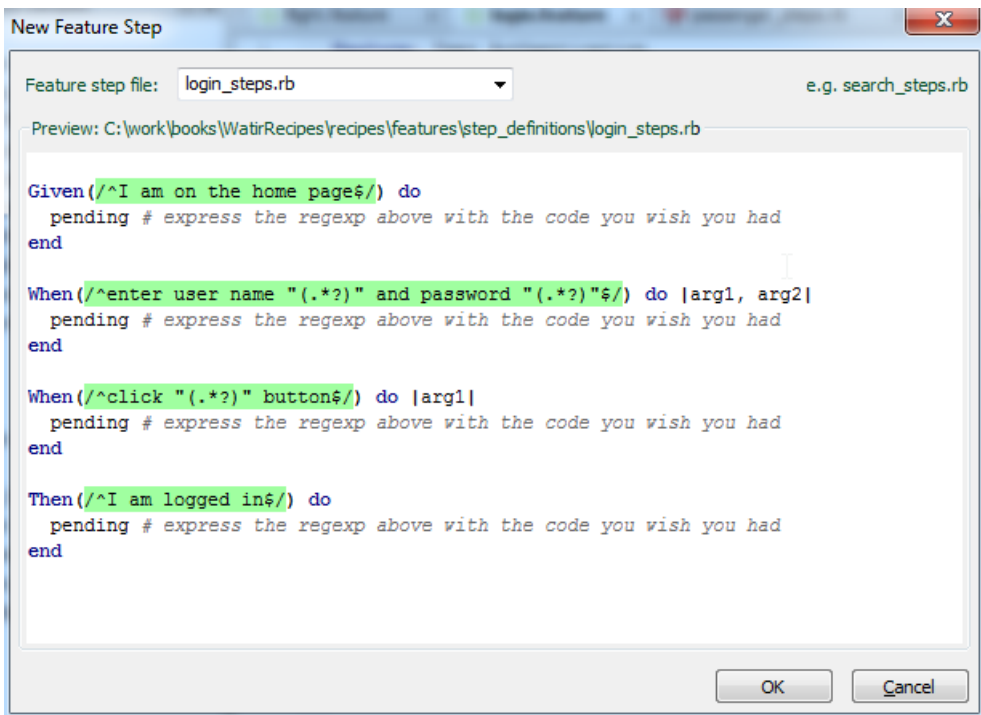 New Feature Step
Feature step file: login_steps.rb e.g. search_steps.rb
Preview: C:\work\books\WatirRecipes\recipes\features\step_definitions\login_steps.rb
Given(/^I am on the home page$/) do
  pending # express the regexp above with the code you wish you had
end
When(/^enter user name "(.*?)" and password "(.*?)"$/) do |arg1, arg2|
  pending # express the regexp above with the code you wish you had
end
When(/^click "(.*?)" button$/) do |arg1|
  pending # express the regexp above with the code you wish you had
end
Then(/^I am logged in$/) do
  pending # express the regexp above with the code you wish you had
end
OK Cancel